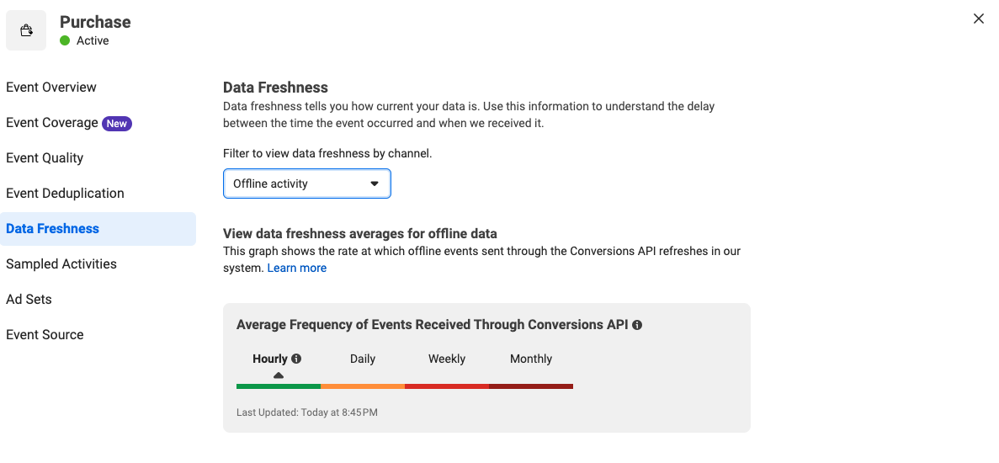 Purchase
Active
Event Overview
Event Coverage New
Event Quality
Event Deduplication
Data Freshness
Sampled Activities
Ad Sets
Event Source
Data Freshness
Data freshness tells you how current your data is. Use this information to understand the delay
between the time the event occurred and when we received it.
Filter to view data freshness by channel.
Offline activity
View data freshness averages for offline data
This graph shows the rate at which offline events sent through the Conversions API refreshes in our
system. Learn more
Average Frequency of Events Received Through Conversions API
Hourly Daily Weekly Monthly
Last Updated: Today at 8:45 PM